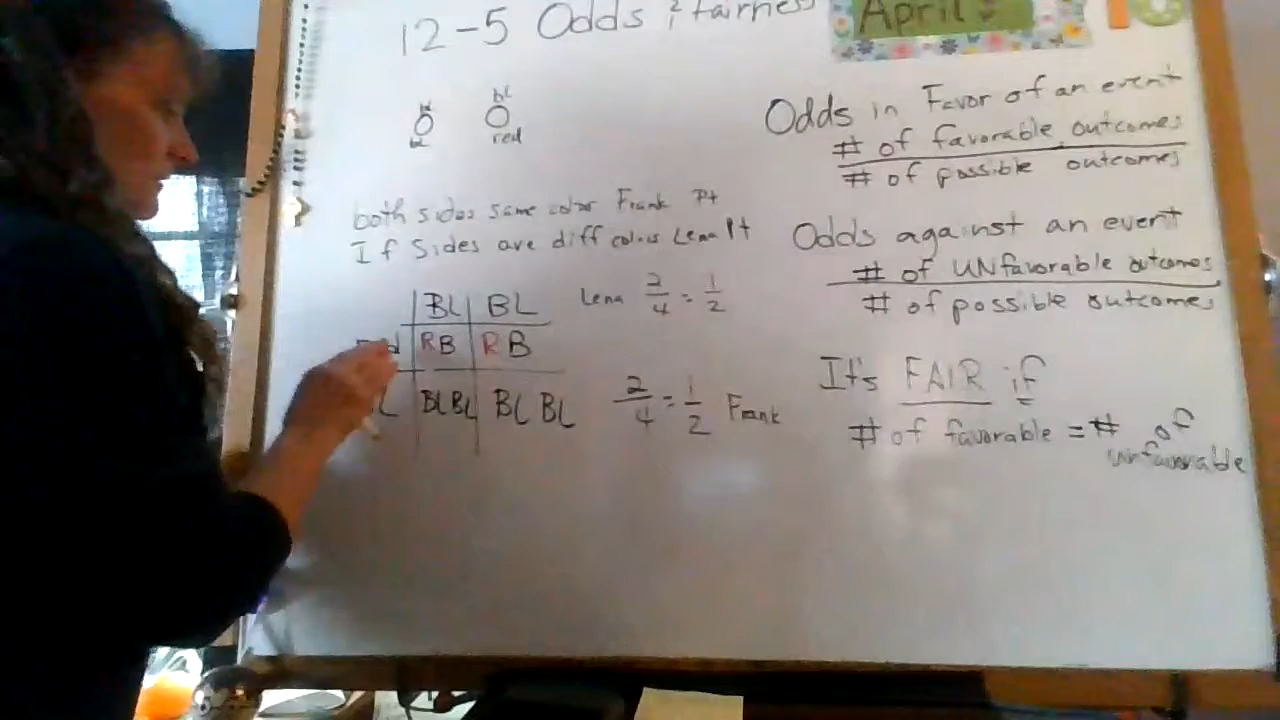 12-5 Odds & fairness
April
bl
bl
bl
red
Odds in Favor of an event
# of favorable outcomes
# of possible outcomes
both sides same color Frank Pt
If Sides are diff colors Lena 1t
Odds against an event
# of UNfavorable outcomes
# of possible outcomes
BL BL
Lena 2/4 = 1/2
RB RB
BLBL BL BL
2/4 = 1/2 Frank
It's FAIR if
# of favorable = # of
unfavorable